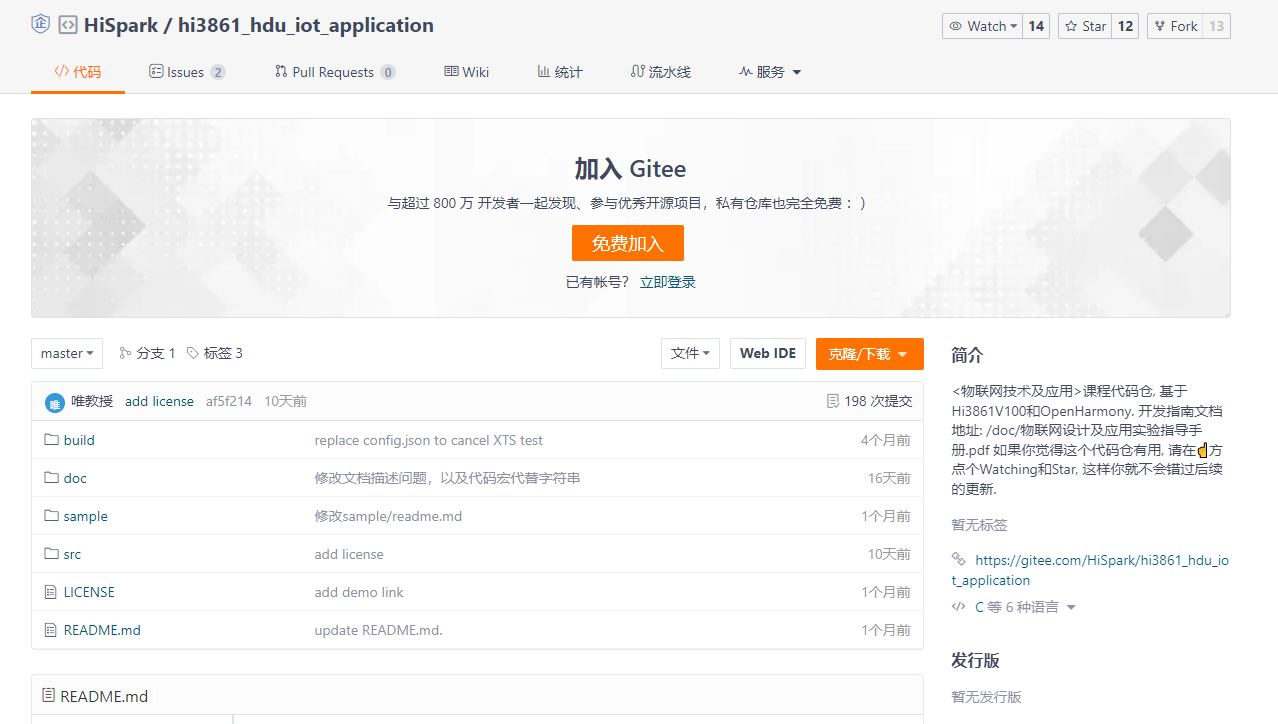 HiSpark / hi3861_hdu_iot_application
Watch 14 Star 12 Fork 13
代码 Issues 2 Pull Requests 0 Wiki 统计 流水线 服务
加入 Gitee
与超过 800 万 开发者一起发现、参与优秀开源项目，私有仓库也完全免费 ：）
免费加入
已有帐号？ 立即登录
master 分支 1 标签 3 文件 Web IDE 克隆/下载
唯 唯教授 add license af5f214 10天前 198 次提交
build replace config.json to cancel XTS test 4个月前
doc 修改文档描述问题，以及代码宏代替字符串 16天前
sample 修改sample/readme.md 1个月前
src add license 10天前
LICENSE add demo link 1个月前
README.md update README.md. 1个月前
README.md
简介
<物联网技术及应用>课程代码仓, 基于
Hi3861V100和OpenHarmony. 开发指南文档
地址: /doc/物联网设计及应用实验指导手
册.pdf 如果你觉得这个代码仓有用, 请在☝方
点个Watching和Star, 这样你就不会错过后续
的更新.
暂无标签
https://gitee.com/HiSpark/hi3861_hdu_io
t_application
C 等 6 种语言
发行版
暂无发行版